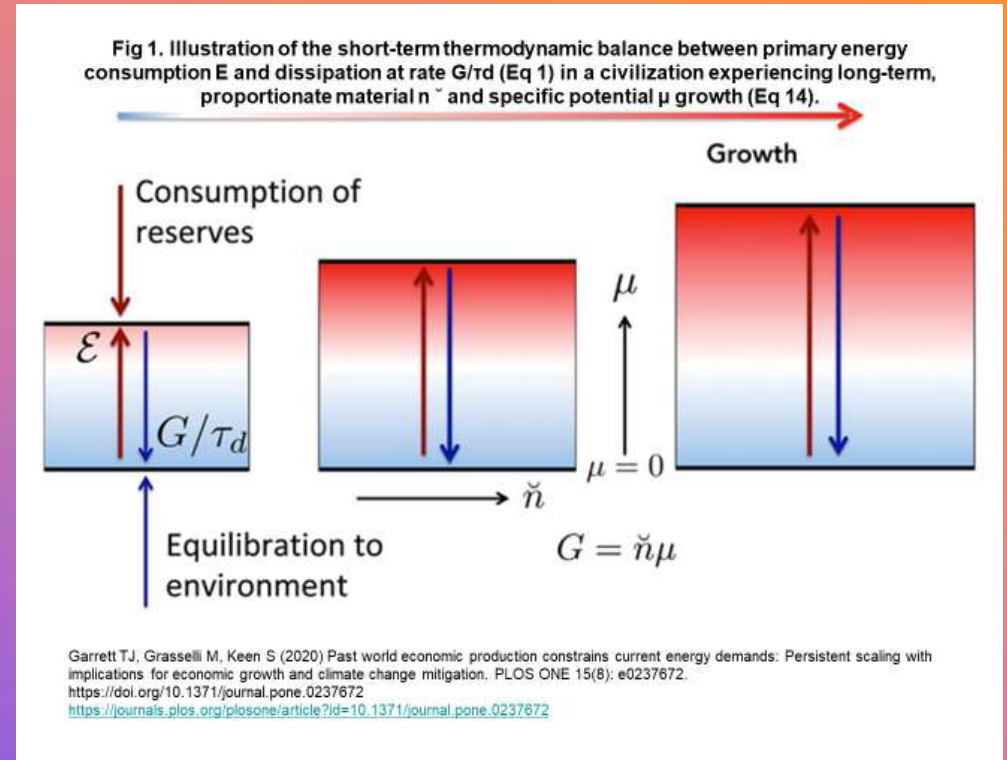 Fig 1. Illustration of the short-term thermodynamic balance between primary energy
consumption E and dissipation at rate G/τd (Eq 1) in a civilization experiencing long-term,
proportionate material n ˘ and specific potential μ growth (Eq 14).
Growth
Consumption of
reserves
μ
ℰ
G/τd
μ = 0
n̆
Equilibration to
environment
G = n̆μ
Garrett TJ, Grasselli M, Keen S (2020) Past world economic production constrains current energy demands: Persistent scaling with
implications for economic growth and climate change mitigation. PLOS ONE 15(8): e0237672.
https://doi.org/10.1371/journal.pone.0237672
https://journals.plos.org/plosone/article?id=10.1371/journal.pone.0237672